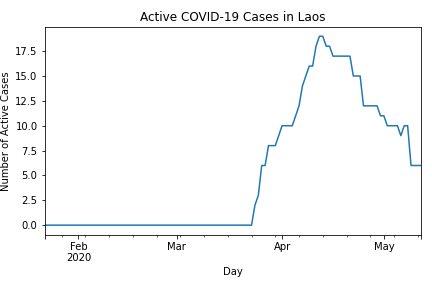 Active COVID-19 Cases in Laos
Number of Active Cases
17.5
15.0
12.5
10.0
7.5
5.0
2.5
0.0
Feb Mar Apr May
2020
Day